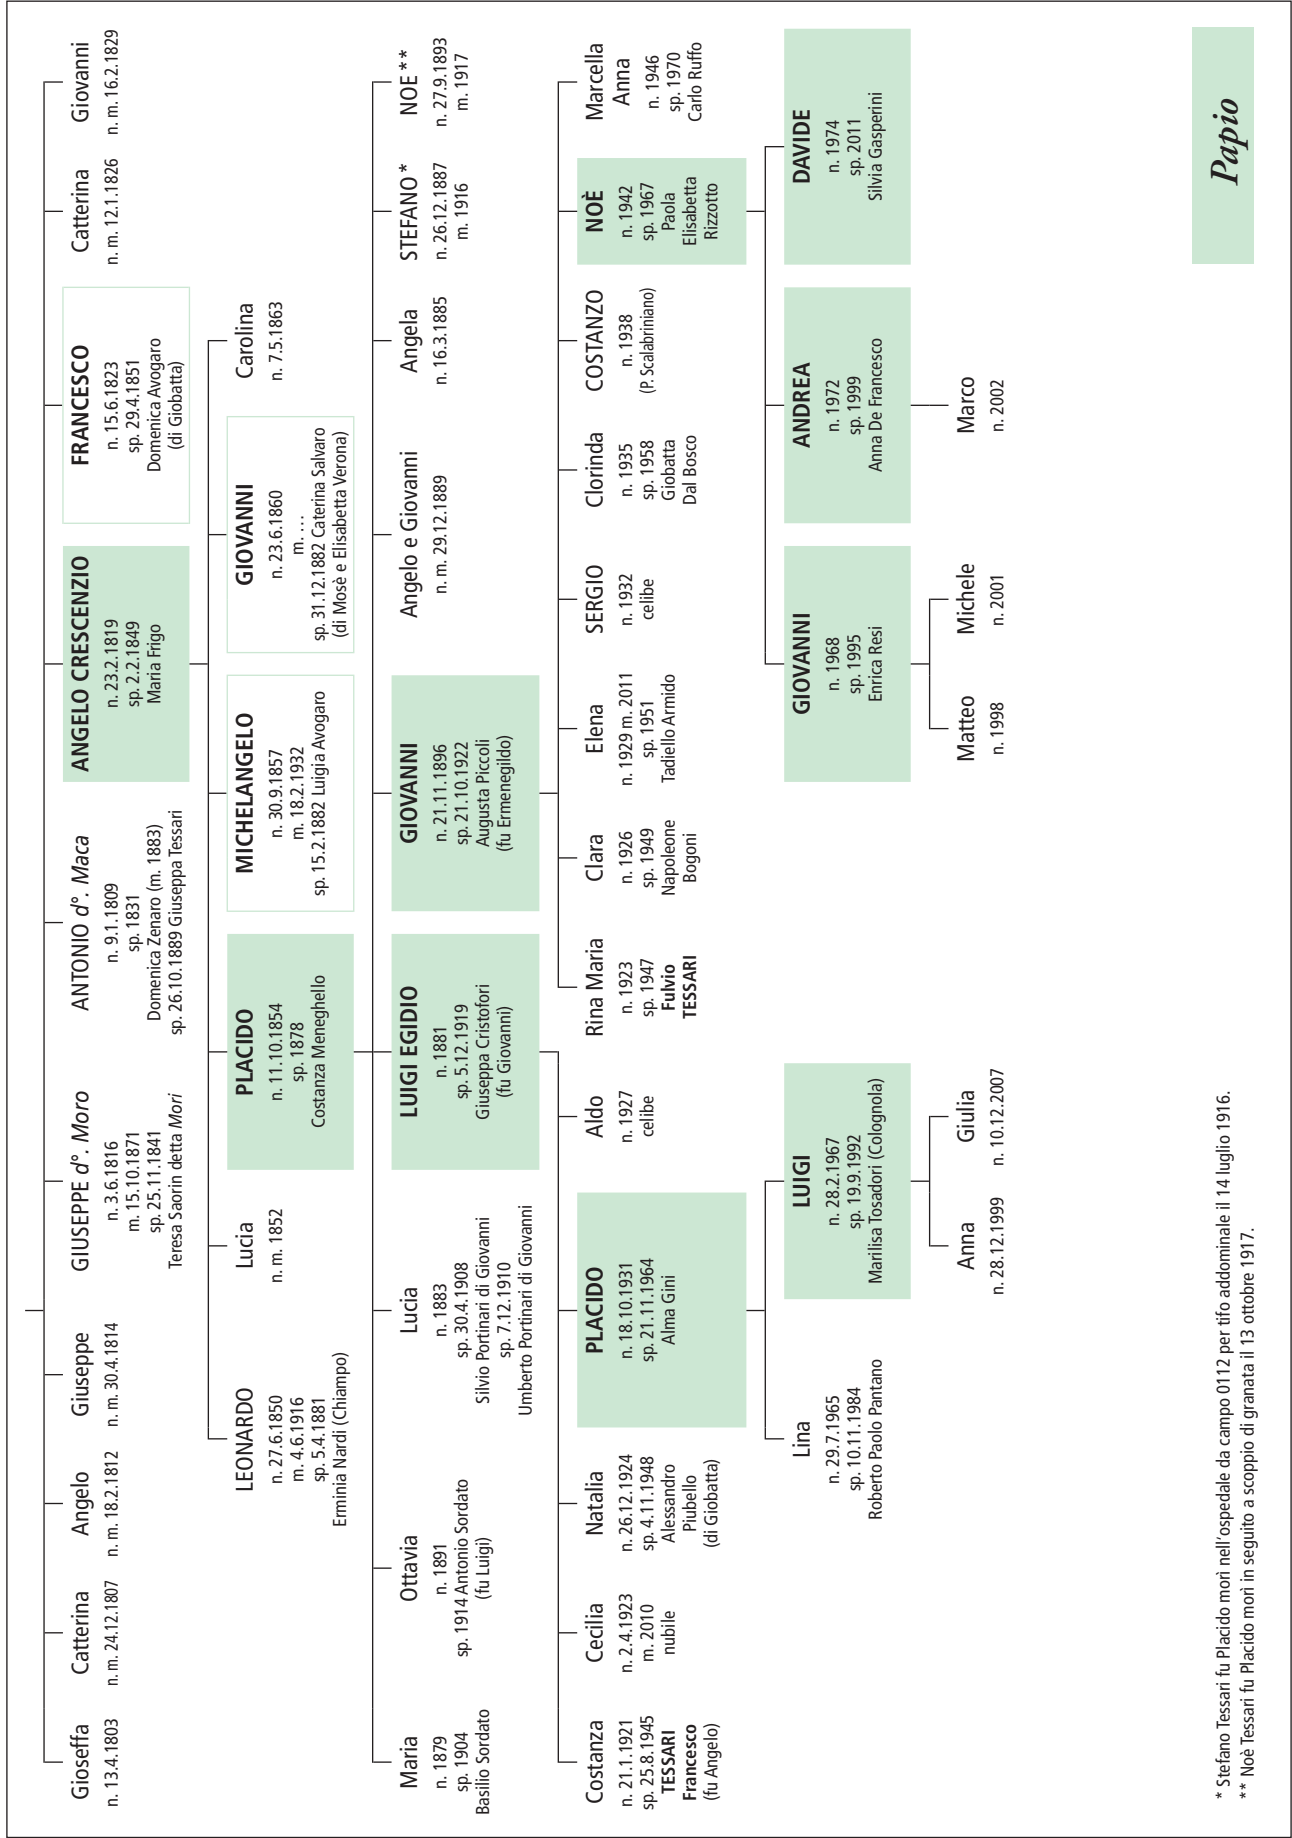 Gioseffa
n. 13.4.1803
Catterina
n. m. 24.12.1807
Angelo
n. m. 18.2.1812
Giuseppe
n. m. 30.4.1814
GIUSEPPE d°. Moro
n. 3.6.1816
m. 15.10.1871
sp. 25.11.1841
Teresa Saorin detta Mori
ANTONIO d°. Maca
n. 9.1.1809
sp. 1831
Domenica Zenaro (m. 1883)
sp. 26.10.1889 Giuseppa Tessari
ANGELO CRESCENZIO
n. 23.2.1819
sp. 2.2.1849
Maria Frigo
FRANCESCO
n. 15.6.1823
sp. 29.4.1851
Domenica Avogaro
(di Giobatta)
Catterina
n. m. 12.1.1826
Giovanni
n. m. 16.2.1829
LEONARDO
n. 27.6.1850
m. 4.6.1916
sp. 5.4.1881
Erminia Nardi (Chiampo)
Lucia
n. m. 1852
PLACIDO
n. 11.10.1854
sp. 1878
Costanza Meneghello
MICHELANGELO
n. 30.9.1857
m. 18.2.1932
sp. 15.2.1882 Luigia Avogaro
GIOVANNI
n. 23.6.1860
m. ...
sp. 31.12.1882 Caterina Salvaro
(di Mosè e Elisabetta Verona)
Carolina
n. 7.5.1863
Maria
n. 1879
sp. 1904
Basilio Sordato
Ottavia
n. 1891
sp. 1914 Antonio Sordato
(fu Luigi)
Lucia
n. 1883
sp. 30.4.1908
Silvio Portinari di Giovanni
sp. 7.12.1910
Umberto Portinari di Giovanni
LUIGI EGIDIO
n. 1881
sp. 5.12.1919
Giuseppa Cristofori
(fu Giovanni)
GIOVANNI
n. 21.11.1896
sp. 21.10.1922
Augusta Piccoli
(fu Ermenegildo)
Angelo e Giovanni
n. m. 29.12.1889
Angela
n. 16.3.1885
STEFANO *
n. 26.12.1887
m. 1916
NOE **
n. 27.9.1893
m. 1917
Costanza
n. 21.1.1921
sp. 25.8.1945
TESSARI
Francesco
(fu Angelo)
Cecilia
n. 2.4.1923
m. 2010
nubile
Natalia
n. 26.12.1924
sp. 4.11.1948
Alessandro
Piubello
(di Giobatta)
PLACIDO
n. 18.10.1931
sp. 21.11.1964
Alma Gini
Aldo
n. 1927
celibe
Rina Maria
n. 1923
sp. 1947
Fulvio
TESSARI
Clara
n. 1926
sp. 1949
Napoleone
Bogoni
Elena
n. 1929 m. 2011
sp. 1951
Tadiello Armido
SERGIO
n. 1932
celibe
Clorinda
n. 1935
sp. 1958
Giobatta
Dal Bosco
COSTANZO
n. 1938
(P. Scalabriniano)
NOÈ
n. 1942
sp. 1967
Paola
Elisabetta
Rizzotto
Marcella
Anna
n. 1946
sp. 1970
Carlo Ruffo
Lina
n. 29.7.1965
sp. 10.11.1984
Roberto Paolo Pantano
LUIGI
n. 28.2.1967
sp. 19.9.1992
Marilisa Tosadori (Colognola)
GIOVANNI
n. 1968
sp. 1995
Enrica Resi
ANDREA
n. 1972
sp. 1999
Anna De Francesco
DAVIDE
n. 1974
sp. 2011
Silvia Gasperini
Anna
n. 28.12.1999
Giulia
n. 10.12.2007
Matteo
n. 1998
Michele
n. 2001
Marco
n. 2002
* Stefano Tessari fu Placido morì nell'ospedale da campo 0112 per tifo addominale il 14 luglio 1916.
** Noè Tessari fu Placido morì in seguito a scoppio di granata il 13 ottobre 1917.
Papio